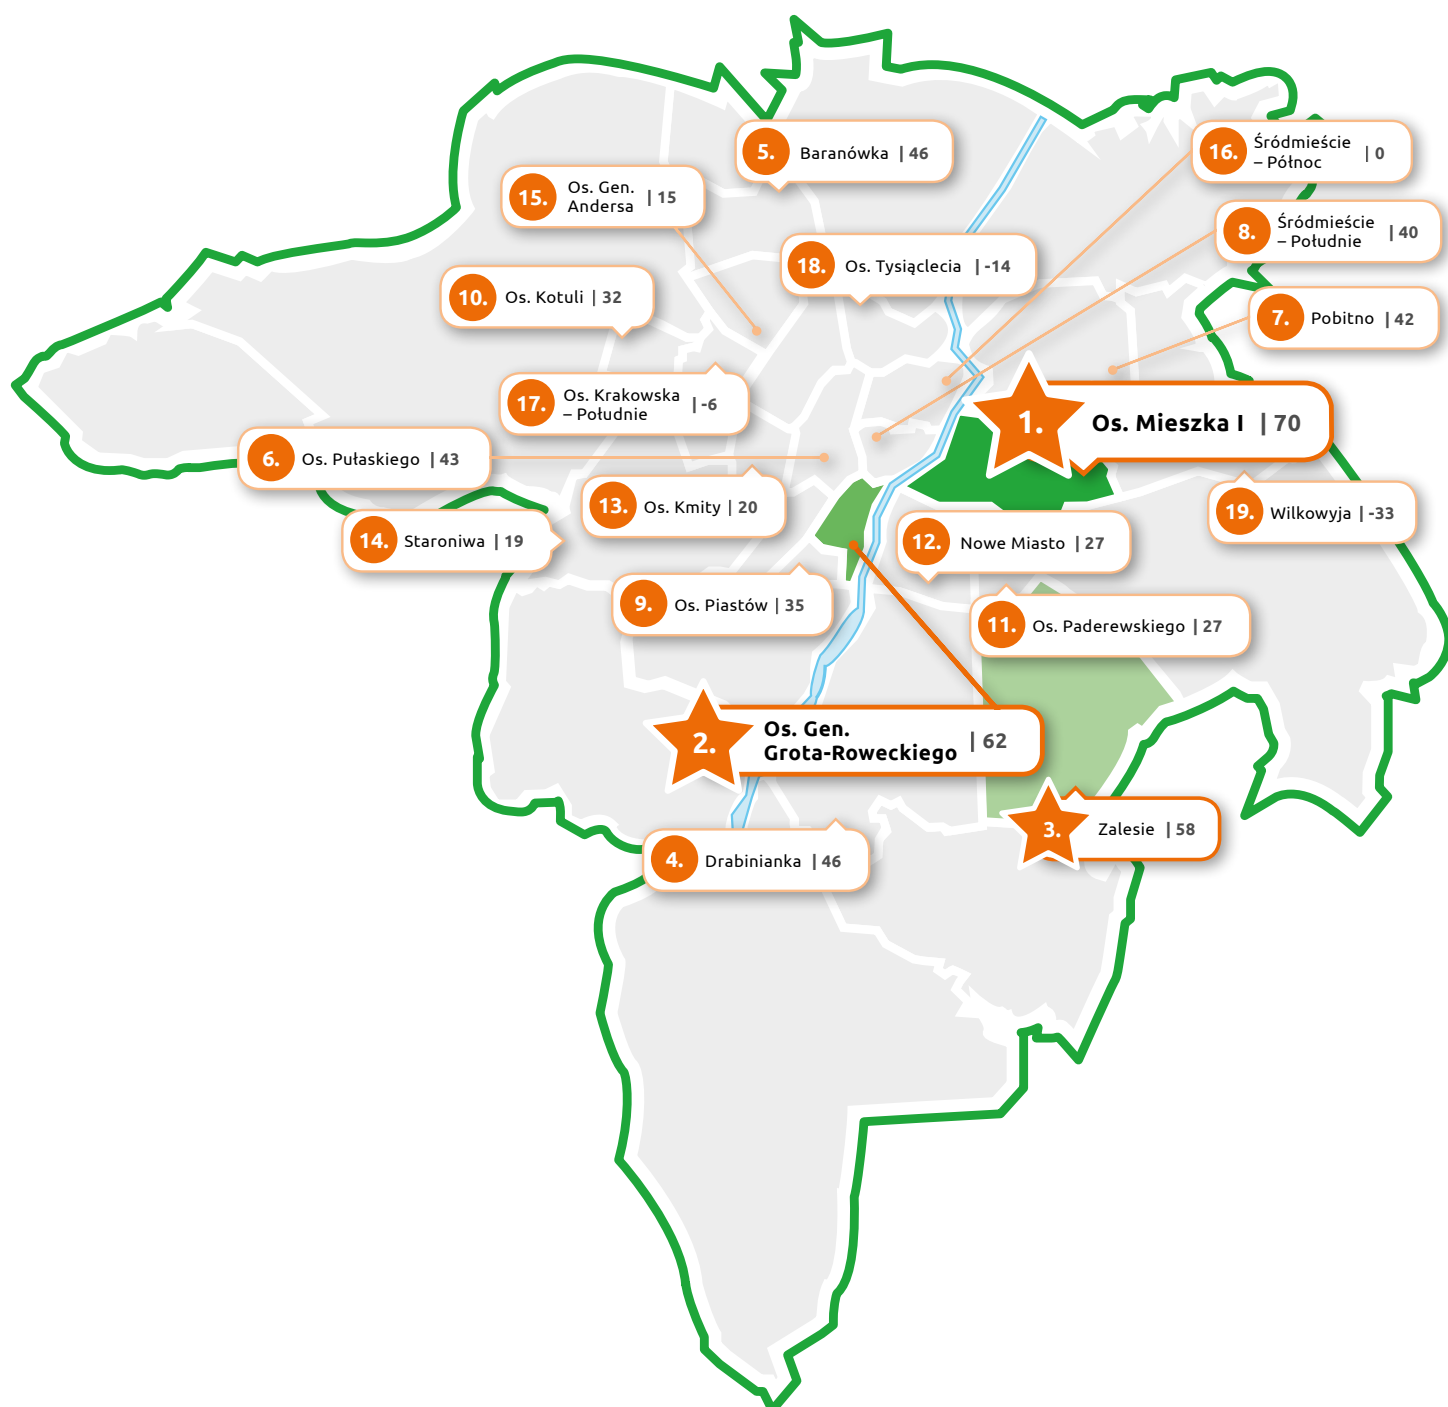 5. Baranówka | 46
16. Śródmieście
– Północ | 0
15. Os. Gen.
Andersa | 15
8. Śródmieście
– Południe | 40
18. Os. Tysiąclecia | -14
10. Os. Kotuli | 32
7. Pobitno | 42
17. Os. Krakowska
– Południe | -6
1. Os. Mieszka I | 70
6. Os. Pułaskiego | 43
13. Os. Kmity | 20
19. Wilkowyja | -33
14. Staroniwa | 19
12. Nowe Miasto | 27
9. Os. Piastów | 35
11. Os. Paderewskiego | 27
2. Os. Gen.
Grota-Roweckiego | 62
3. Zalesie | 58
4. Drabinianka | 46